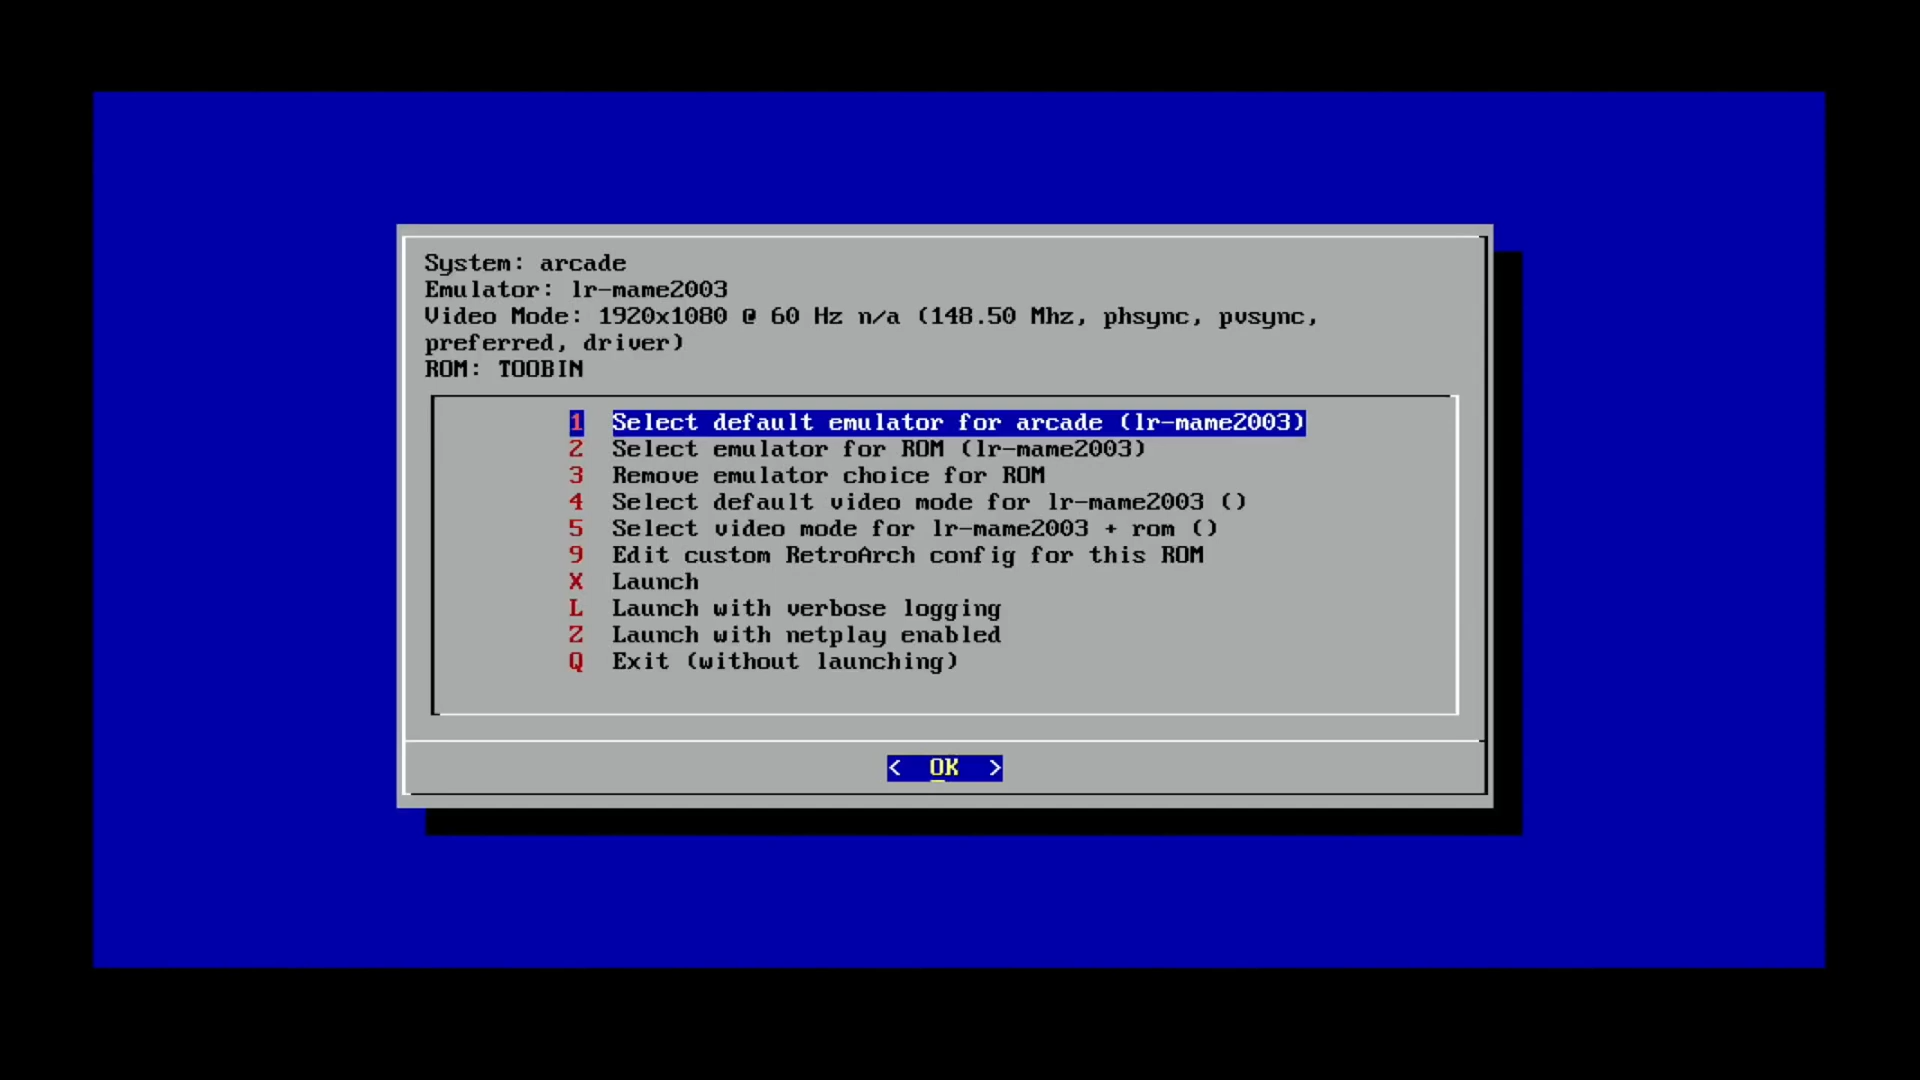 System: arcade
Emulator: lr-mame2003
Video Mode: 1920x1080 @ 60 Hz n/a (148.50 Mhz, phsync, pvsync,
preferred, driver)
ROM: TOOBIN
1 Select default emulator for arcade (lr-mame2003)
2 Select emulator for ROM (lr-mame2003)
3 Remove emulator choice for ROM
4 Select default video mode for lr-mame2003 ()
5 Select video mode for lr-mame2003 + rom ()
9 Edit custom RetroArch config for this ROM
X Launch
L Launch with verbose logging
Z Launch with netplay enabled
Q Exit (without launching)
< OK >